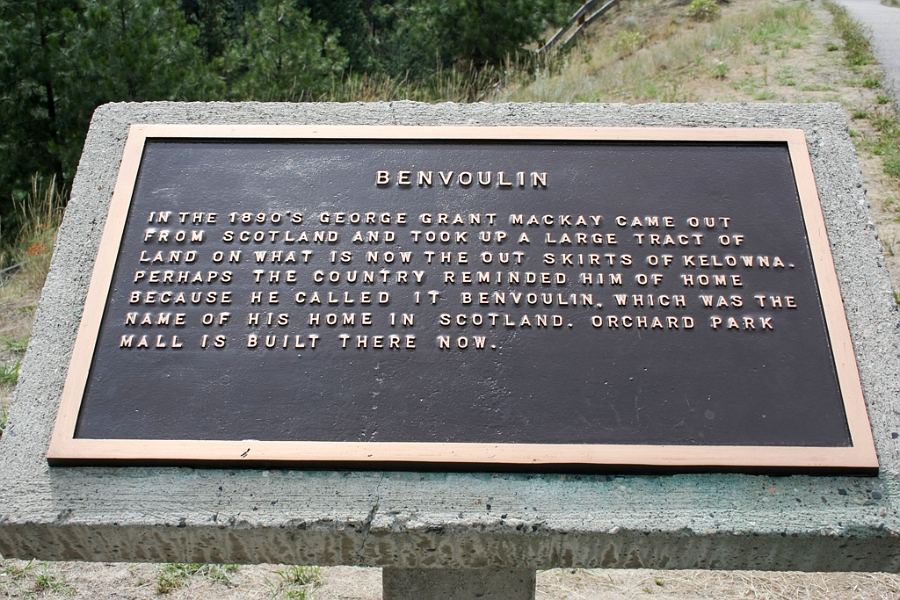 BENVOULIN
IN THE 1890'S GEORGE GRANT MACKAY CAME OUT
FROM SCOTLAND AND TOOK UP A LARGE TRACT OF
LAND ON WHAT IS NOW THE OUT SKIRTS OF KELOWNA.
PERHAPS THE COUNTRY REMINDED HIM OF HOME
BECAUSE HE CALLED IT BENVOULIN, WHICH WAS THE
NAME OF HIS HOME IN SCOTLAND. ORCHARD PARK
MALL IS BUILT THERE NOW.